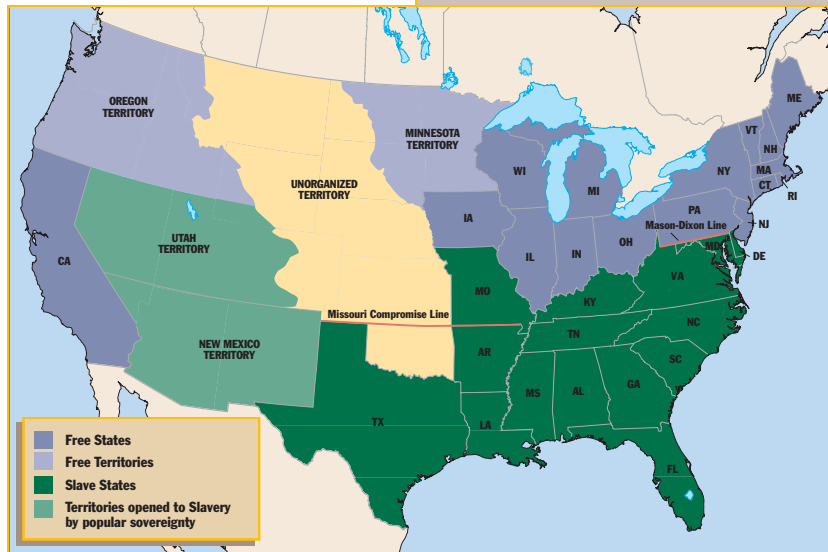 OREGON
TERRITORY
MINNESOTA
TERRITORY
UNORGANIZED
TERRITORY
UTAH
TERRITORY
NEW MEXICO
TERRITORY
CA
WI
MI
IA
IL
IN
OH
PA
NY
VT
NH
ME
MA
CT
RI
NJ
Mason-Dixon Line
MD
DE
VA
MO
KY
Missouri Compromise Line
NC
TN
AR
SC
MS
AL
GA
TX
LA
FL
Free States
Free Territories
Slave States
Territories opened to Slavery
by popular sovereignty